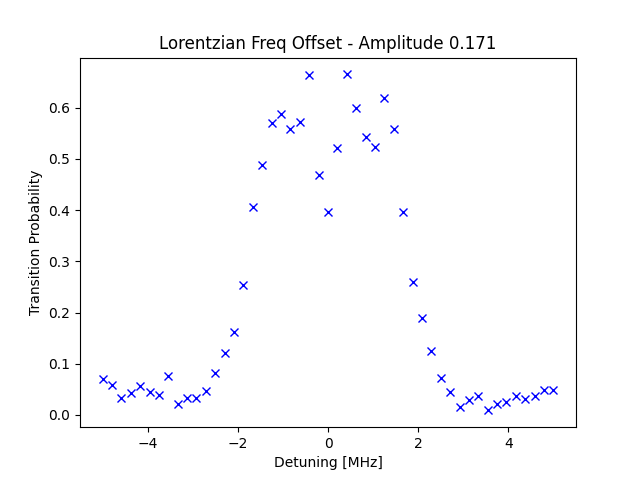 Lorentzian Freq Offset - Amplitude 0.171
Transition Probability
0.6
0.5
0.4
0.3
0.2
0.1
0.0
−4 −2 0 2 4
Detuning [MHz]